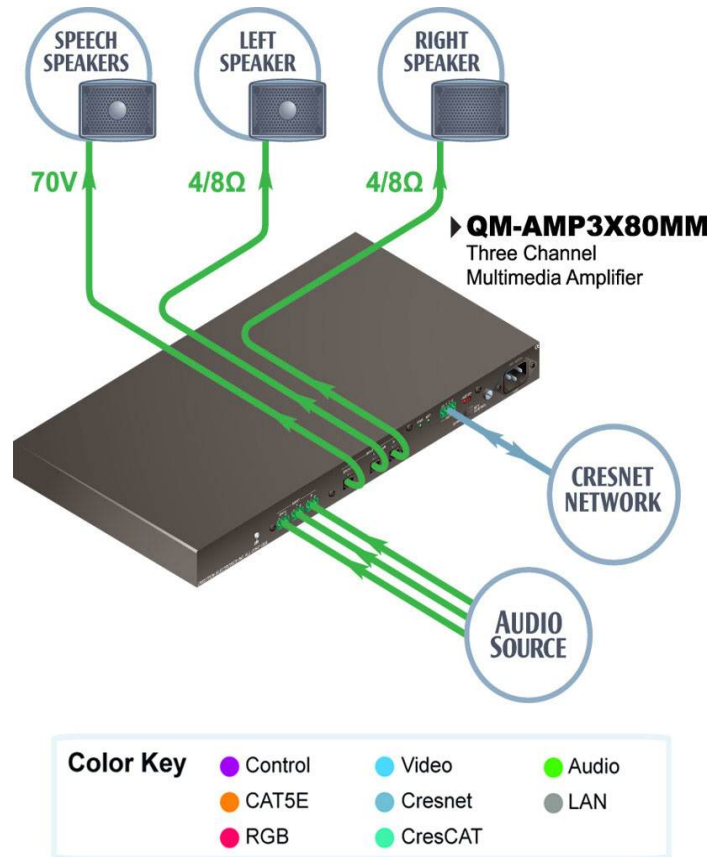 SPEECH
SPEAKERS
LEFT
SPEAKER
RIGHT
SPEAKER
70V
4/8Ω
4/8Ω
QM-AMP3X80MM
Three Channel
Multimedia Amplifier
CRESNET
NETWORK
AUDIO
SOURCE
Color Key
Control
Video
Audio
CAT5E
Cresnet
LAN
RGB
CresCAT